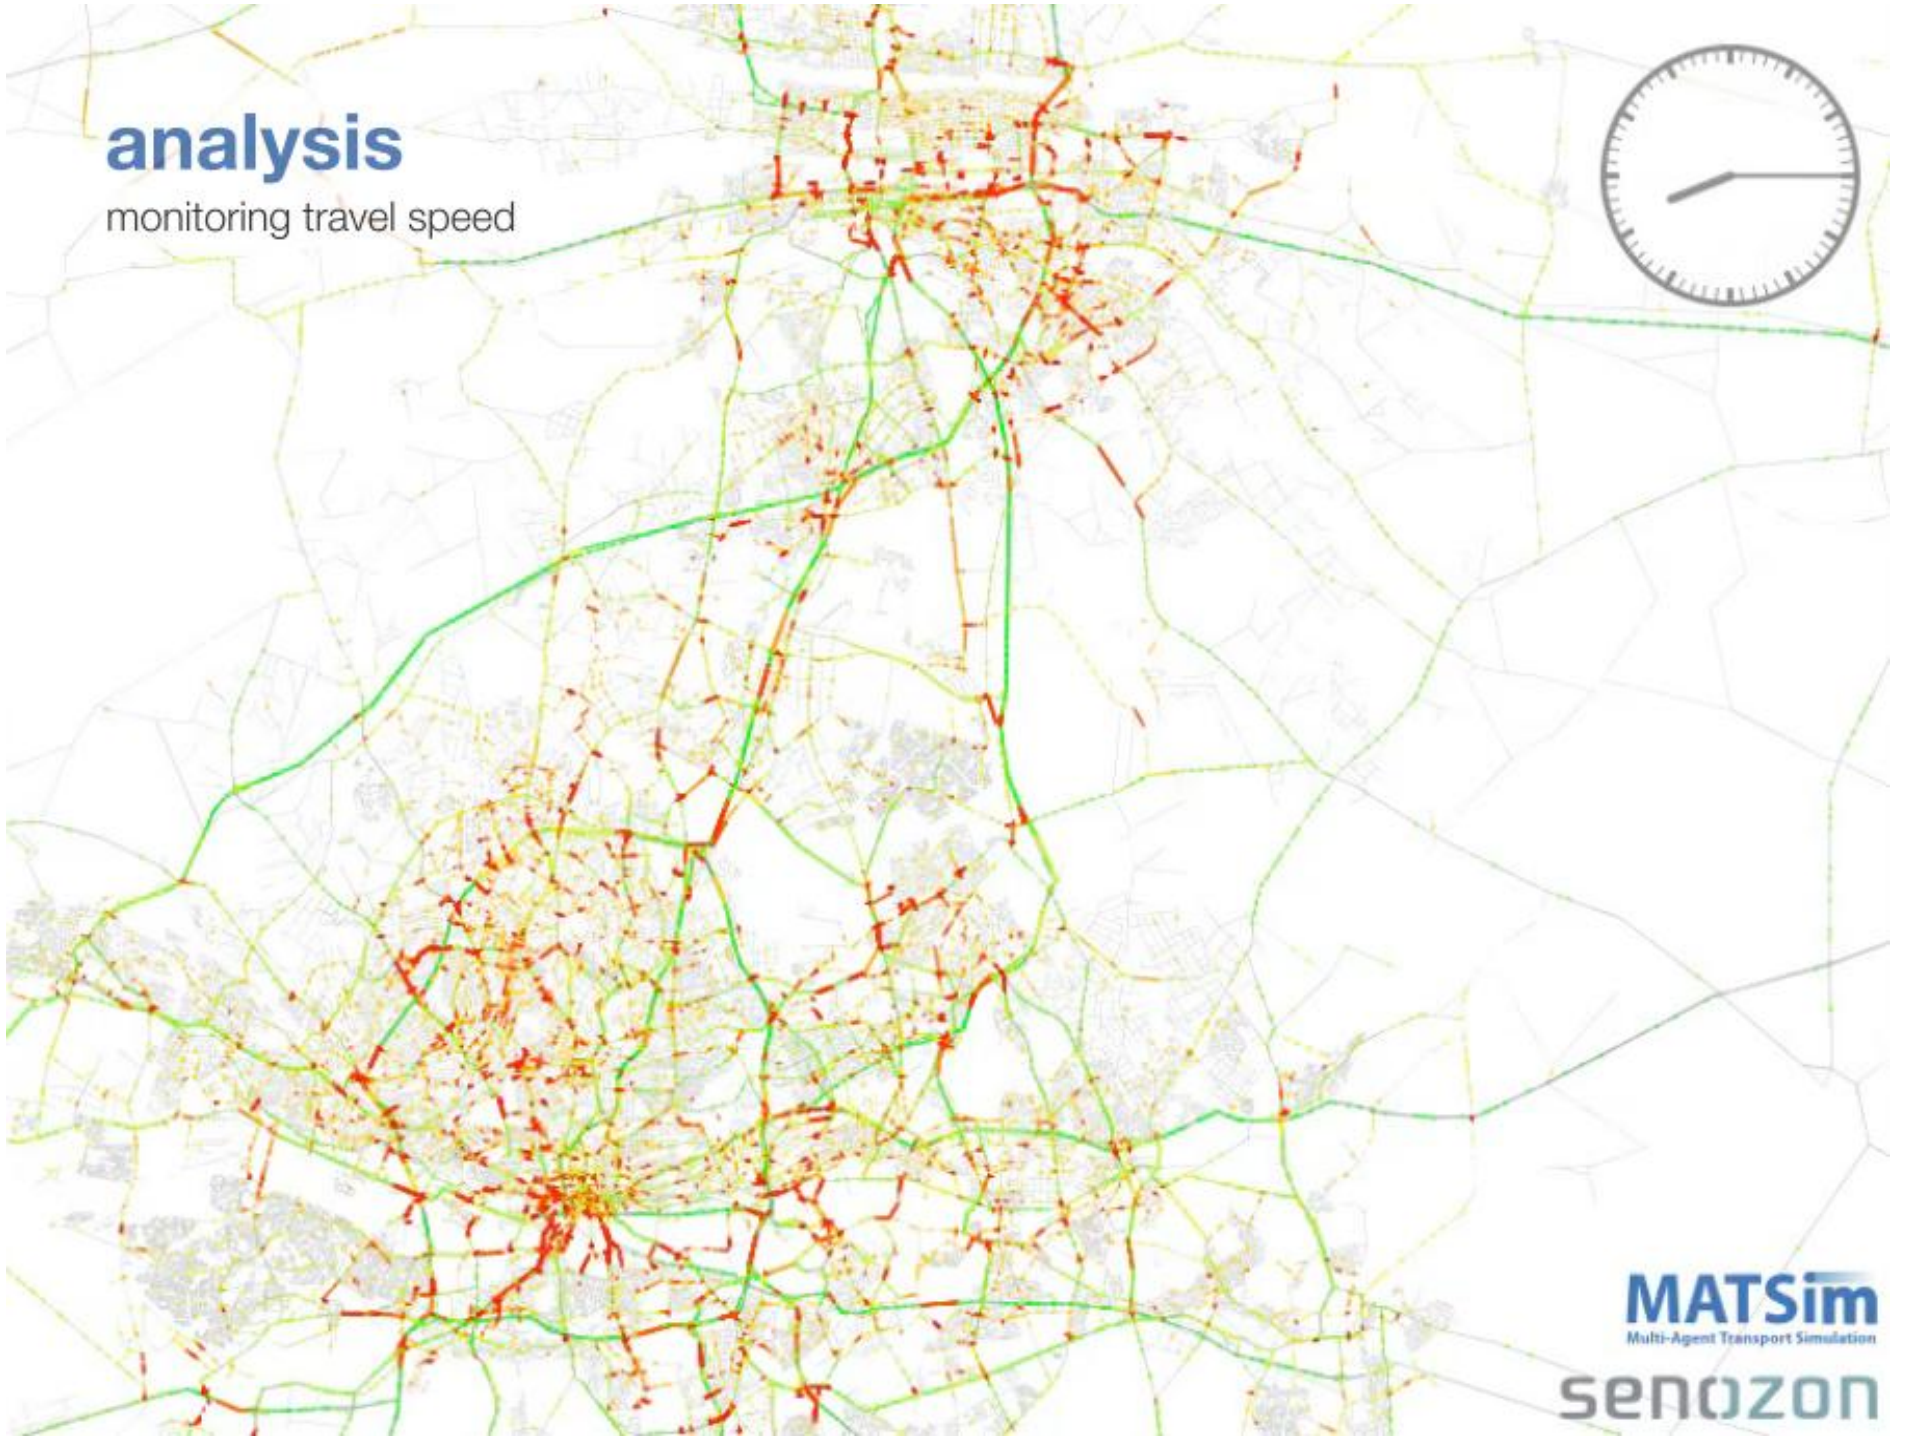 analysis
monitoring travel speed
MATSim
Multi-Agent Transport Simulation
senozon